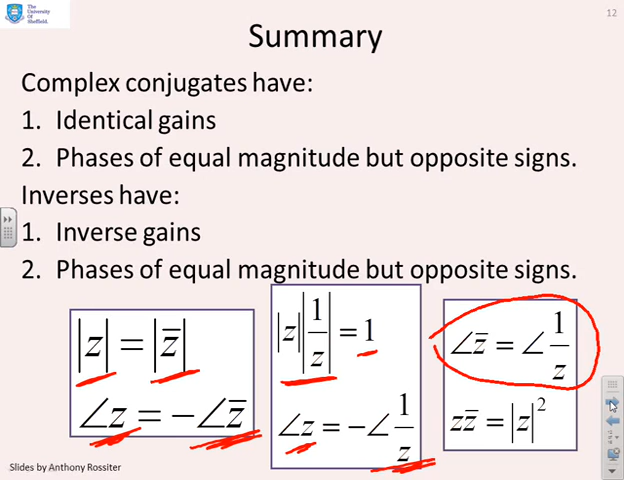 The
University
Of
Sheffield.
12
Summary
Complex conjugates have:
1. Identical gains
2. Phases of equal magnitude but opposite signs.
Inverses have:
1. Inverse gains
2. Phases of equal magnitude but opposite signs.
|z| = |z̅|
∠z = −∠z̅
|z||1/z| = 1
∠z = −∠1/z
∠z̅ = ∠1/z
zz̅ = |z|²
Slides by Anthony Rossiter